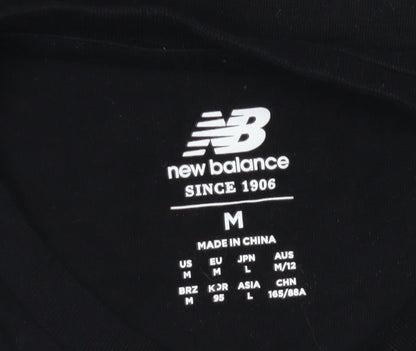 NB
new balance
SINCE 1906
M
MADE IN CHINA
US EU JPN AUS
M M L M/12
BRZ KOR ASIA CHN
M 95 L 165/88A